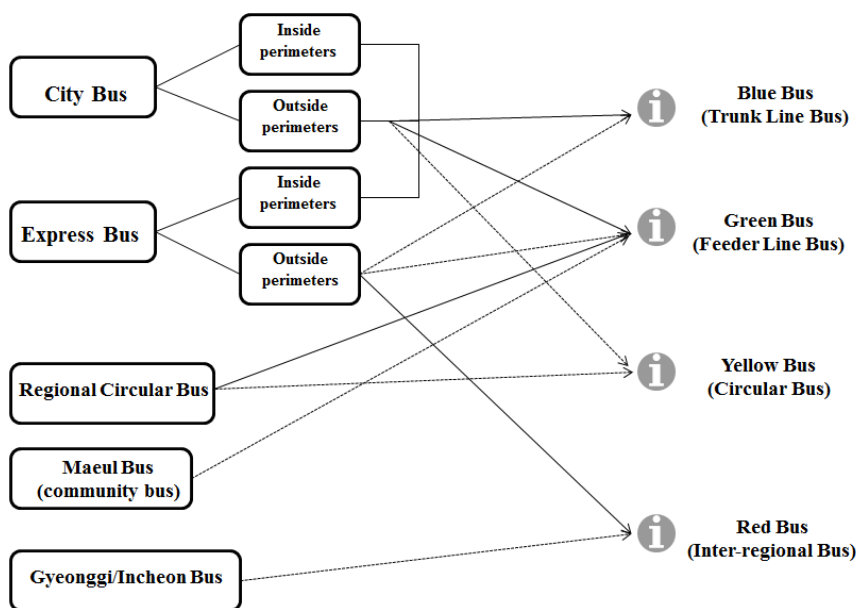 City Bus
Inside
perimeters
Outside
perimeters
Express Bus
Inside
perimeters
Outside
perimeters
Regional Circular Bus
Maeul Bus
(community bus)
Gyeonggi/Incheon Bus
Blue Bus
(Trunk Line Bus)
Green Bus
(Feeder Line Bus)
Yellow Bus
(Circular Bus)
Red Bus
(Inter-regional Bus)